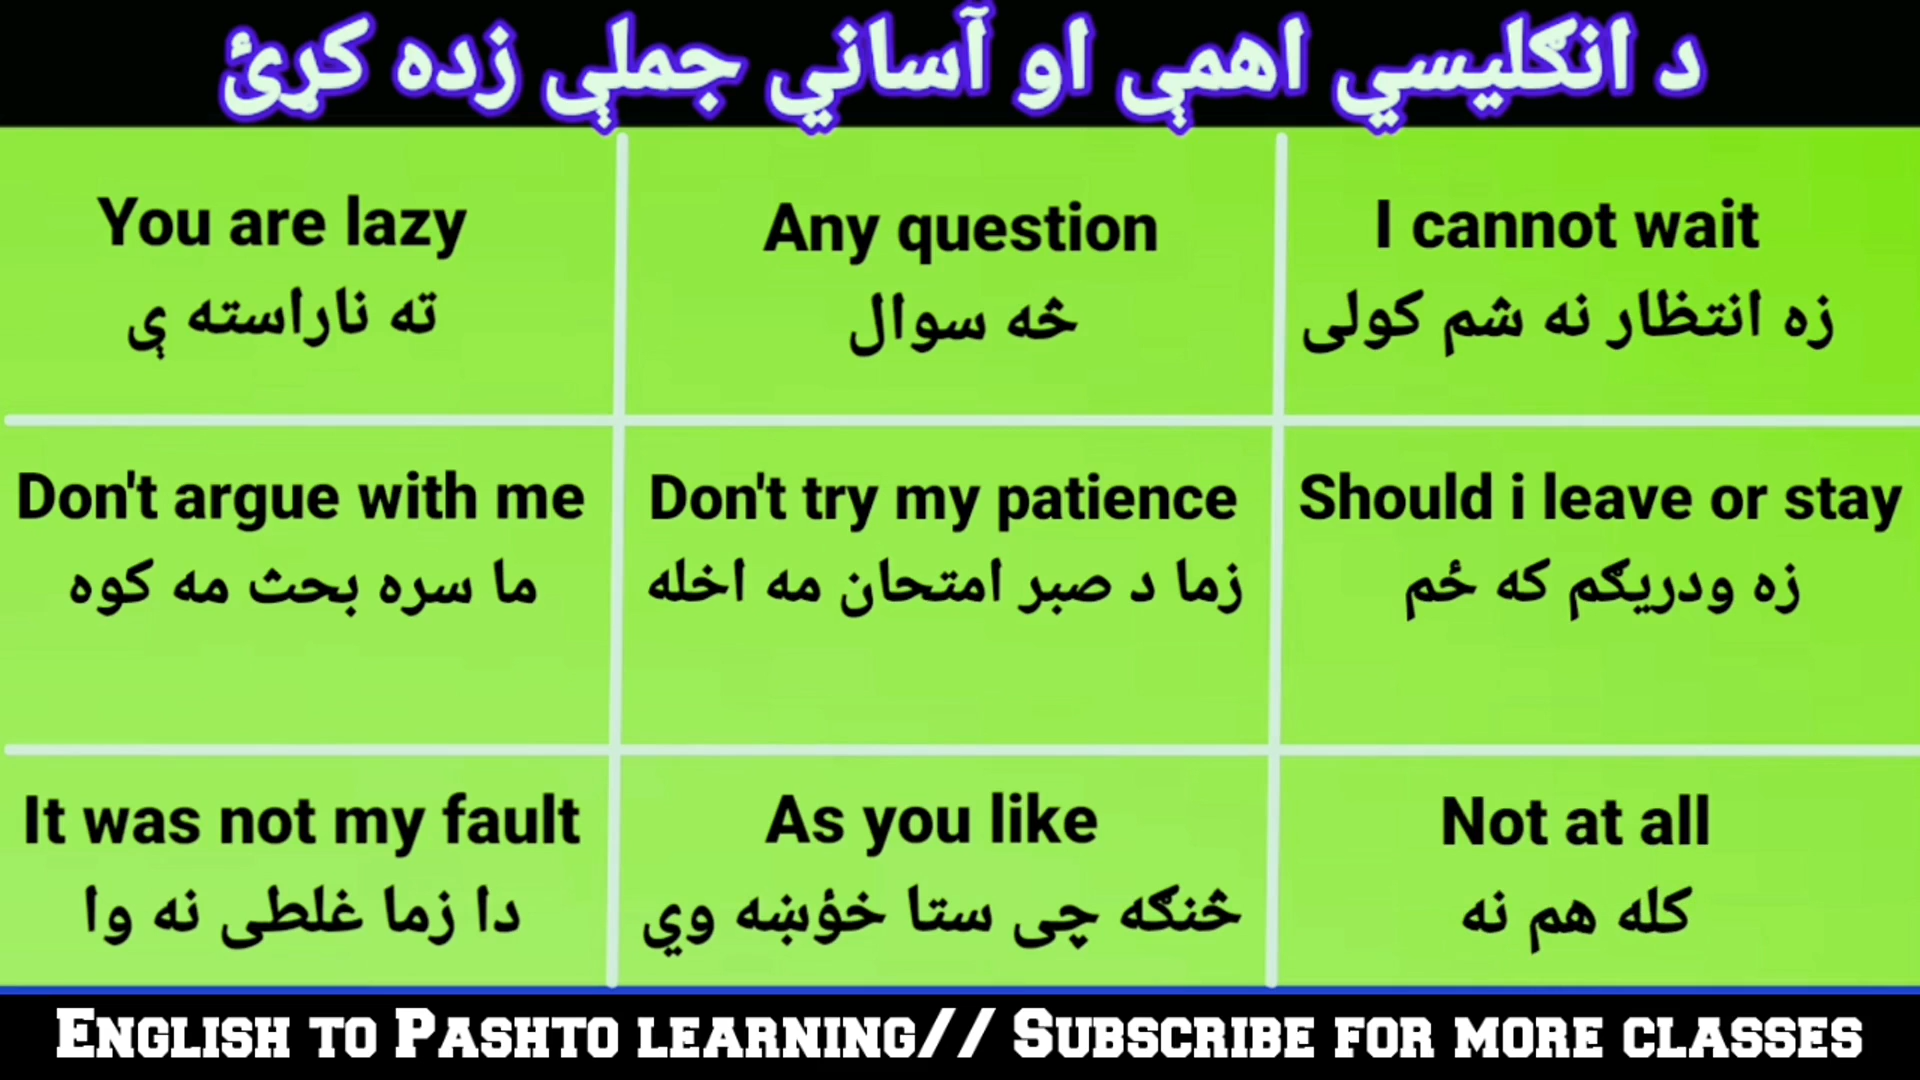 د انګلیسي اهمې او آساني جملې زده کړئ
You are lazy
ته ناراسته ې
Any question
څه سوال
I cannot wait
زه انتظار نه شم کولی
Don't argue with me
ما سره بحث مه کوه
Don't try my patience
زما د صبر امتحان مه اخله
Should i leave or stay
زه ودریګم که ځم
It was not my fault
دا زما غلطی نه وا
As you like
څنګه چی ستا خؤښه وي
Not at all
کله هم نه
English to Pashto learning// Subscribe for more classes